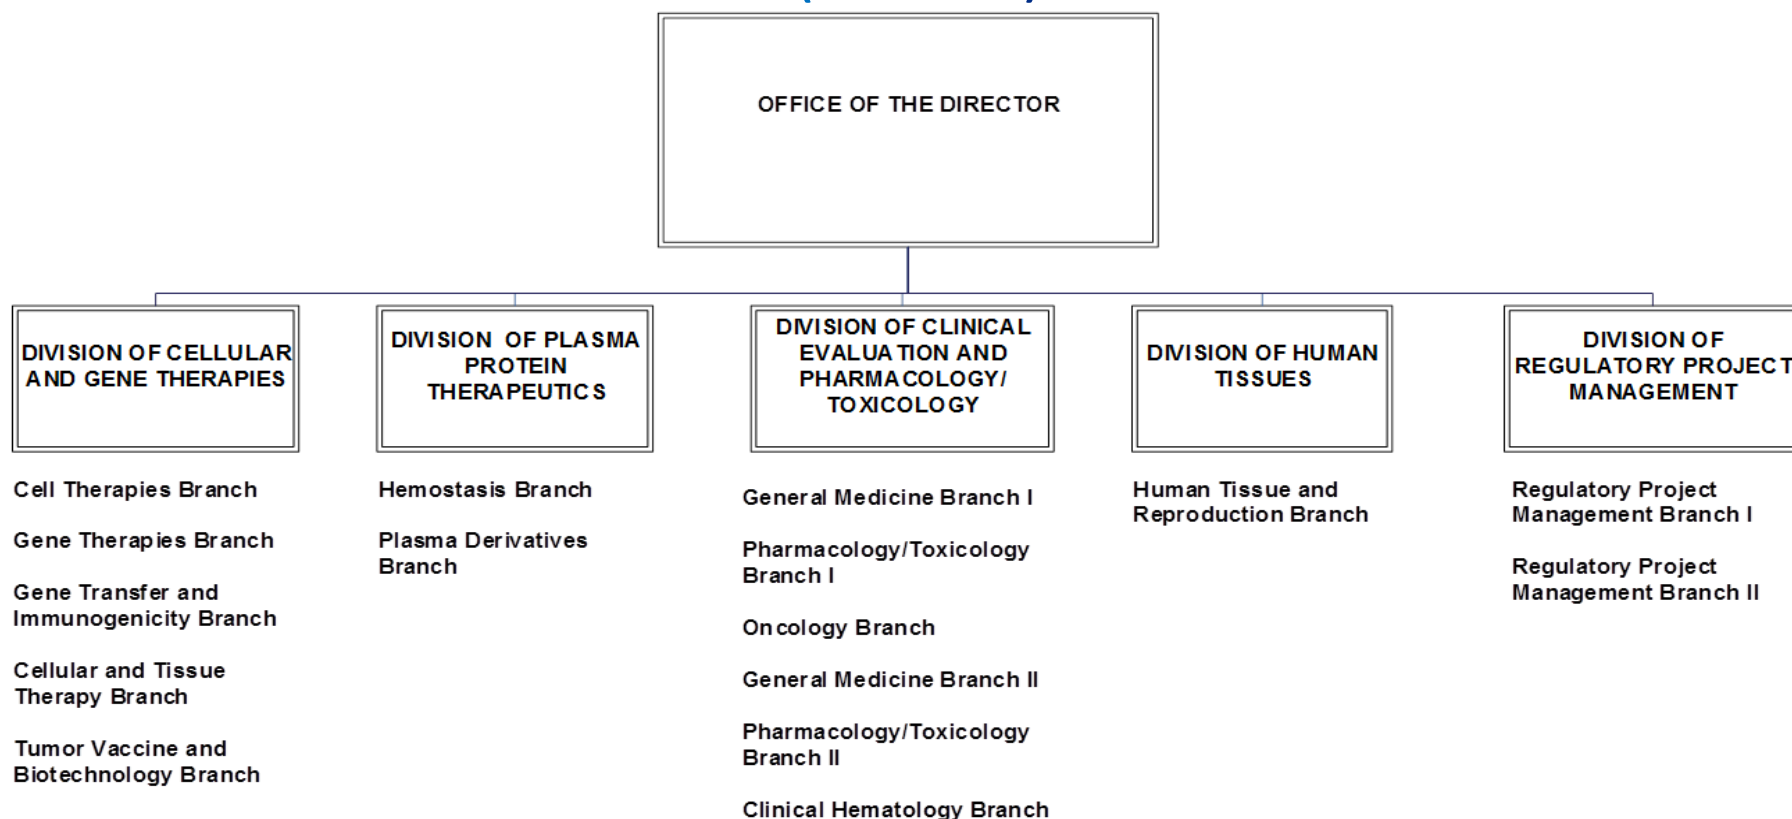 OFFICE OF THE DIRECTOR
DIVISION OF CELLULAR
AND GENE THERAPIES
DIVISION OF PLASMA
PROTEIN
THERAPEUTICS
DIVISION OF CLINICAL
EVALUATION AND
PHARMACOLOGY/
TOXICOLOGY
DIVISION OF HUMAN
TISSUES
DIVISION OF
REGULATORY PROJECT
MANAGEMENT
Cell Therapies Branch
Gene Therapies Branch
Gene Transfer and
Immunogenicity Branch
Cellular and Tissue
Therapy Branch
Tumor Vaccine and
Biotechnology Branch
Hemostasis Branch
Plasma Derivatives
Branch
General Medicine Branch I
Pharmacology/Toxicology
Branch I
Oncology Branch
General Medicine Branch II
Pharmacology/Toxicology
Branch II
Clinical Hematology Branch
Human Tissue and
Reproduction Branch
Regulatory Project
Management Branch I
Regulatory Project
Management Branch II